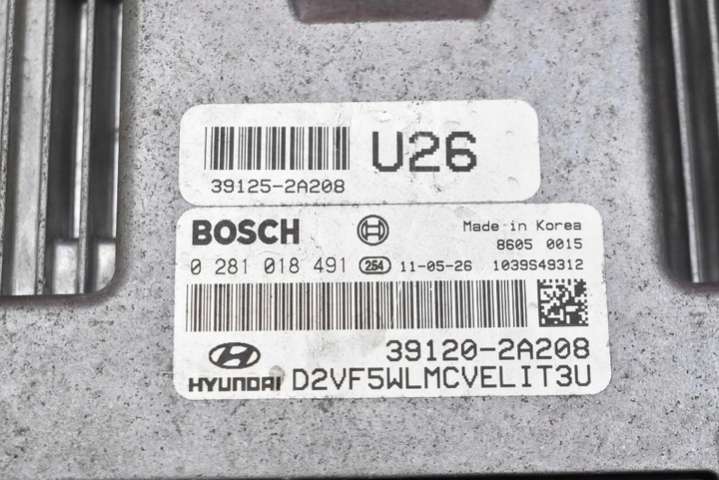 U26
39125-2A208
BOSCH
Made in Korea
8605 0015
0 281 018 491 254 11-05-26 1039S49312
39120-2A208
HYUNDAI D2VF5WLMCVELIT3U